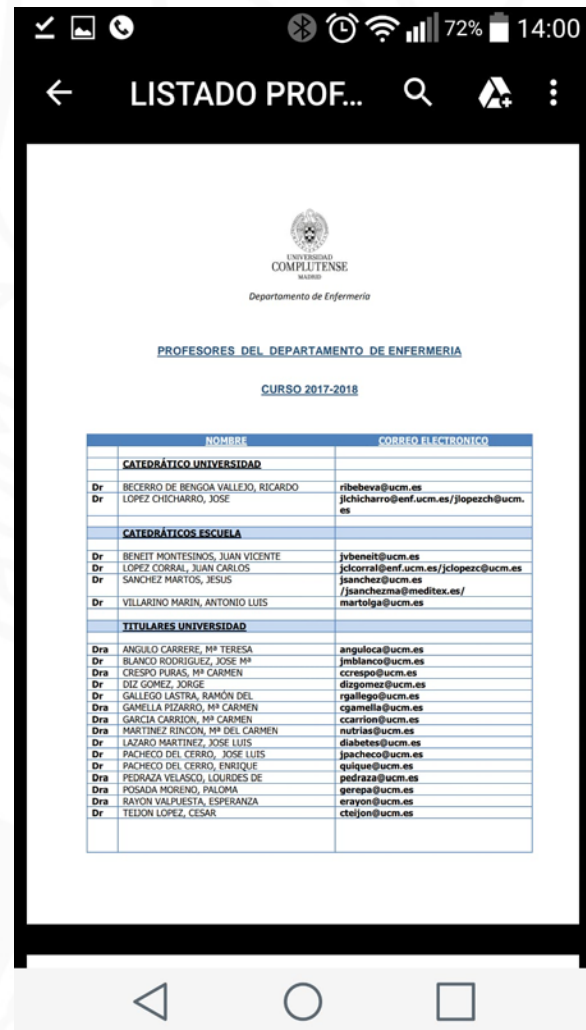 72% 14:00
LISTADO PROF...
UNIVERSIDAD
COMPLUTENSE
MADRID
Departamento de Enfermería
PROFESORES DEL DEPARTAMENTO DE ENFERMERIA
CURSO 2017-2018
NOMBRE CORREO ELECTRONICO
CATEDRÁTICO UNIVERSIDAD
Dr BECERRO DE BENGOA VALLEJO, RICARDO ribebeva@ucm.es
Dr LOPEZ CHICHARRO, JOSE jlchicharro@enf.ucm.es/jlopezch@ucm.
es
CATEDRÁTICOS ESCUELA
Dr BENEIT MONTESINOS, JUAN VICENTE jvbeneit@ucm.es
Dr LOPEZ CORRAL, JUAN CARLOS jclcorral@enf.ucm.es/jclopezc@ucm.es
Dr SANCHEZ MARTOS, JESUS jsanchez@ucm.es
/jsanchezma@meditex.es/
Dr VILLARINO MARIN, ANTONIO LUIS martolga@ucm.es
TITULARES UNIVERSIDAD
Dra ANGULO CARRERE, Mª TERESA anguloca@ucm.es
Dr BLANCO RODRIGUEZ, JOSE Mª jmblanco@ucm.es
Dra CRESPO PURAS, Mª CARMEN ccrespo@ucm.es
Dr DIZ GOMEZ, JORGE dizgomez@ucm.es
Dr GALLEGO LASTRA, RAMÓN DEL rgallego@ucm.es
Dra GAMELLA PIZARRO, Mª CARMEN cgamella@ucm.es
Dra GARCIA CARRION, Mª CARMEN ccarrion@ucm.es
Dra MARTINEZ RINCON, Mª DEL CARMEN nutrias@ucm.es
Dr LAZARO MARTINEZ, JOSE LUIS diabetes@ucm.es
Dr PACHECO DEL CERRO, JOSE LUIS jpacheco@ucm.es
Dr PACHECO DEL CERRO, ENRIQUE quique@ucm.es
Dra PEDRAZA VELASCO, LOURDES DE pedraza@ucm.es
Dra POSADA MORENO, PALOMA gerepa@ucm.es
Dra RAYON VALPUESTA, ESPERANZA erayon@ucm.es
Dr TEIJON LOPEZ, CESAR cteijon@ucm.es